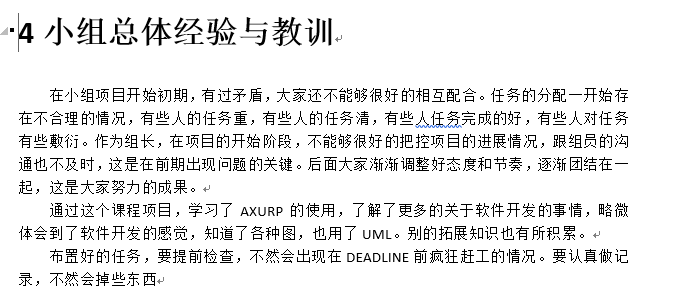 4 小组总体经验与教训
在小组项目开始初期，有过矛盾，大家还不能够很好的相互配合。任务的分配一开始存
在不合理的情况，有些人的任务重，有些人的任务清，有些人任务完成的好，有些人对任务
有些敷衍。作为组长，在项目的开始阶段，不能够很好的把控项目的进展情况，跟组员的沟
通也不及时，这是在前期出现问题的关键。后面大家渐渐调整好态度和节奏，逐渐团结在一
起，这是大家努力的成果。
通过这个课程项目，学习了 AXURP 的使用，了解了更多的关于软件开发的事情，略微
体会到了软件开发的感觉，知道了各种图，也用了 UML。别的拓展知识也有所积累。
布置好的任务，要提前检查，不然会出现在 DEADLINE 前疯狂赶工的情况。要认真做记
录，不然会掉些东西